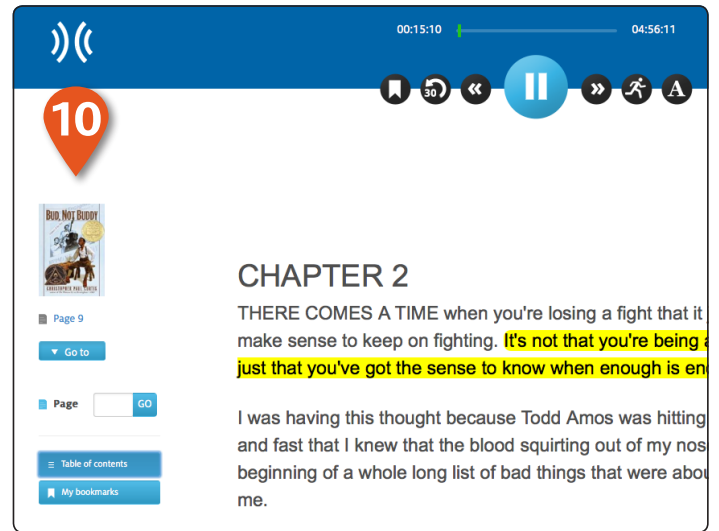 00:15:10
04:56:11
30
A
10
BUD, NOT BUDDY
CHRISTOPHER PAUL CURTIS
Page 9
Go to
Page
GO
Table of contents
My bookmarks
CHAPTER 2
THERE COMES A TIME when you're losing a fight that it
make sense to keep on fighting. It's not that you're being a
just that you've got the sense to know when enough is en
I was having this thought because Todd Amos was hitting
and fast that I knew that the blood squirting out of my nos
beginning of a whole long list of bad things that were abou
me.